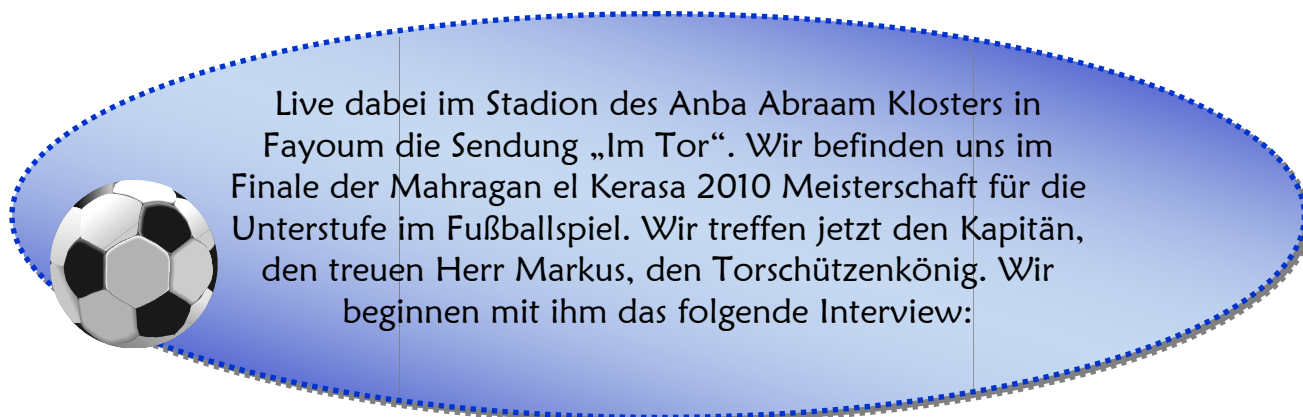 Live dabei im Stadion des Anba Abraam Klosters in
Fayoum die Sendung „Im Tor“. Wir befinden uns im
Finale der Mahragan el Kerasa 2010 Meisterschaft für die
Unterstufe im Fußballspiel. Wir treffen jetzt den Kapitän,
den treuen Herr Markus, den Torschützenkönig. Wir
beginnen mit ihm das folgende Interview: